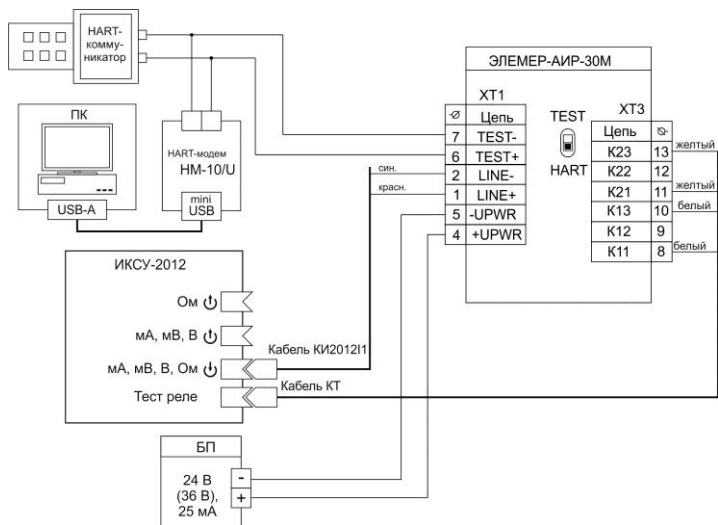 HART-
комму-
никатор
ПК
USB-A
HART-модем
HM-10/U
mini
USB
ЭЛЕМЕР-АИР-30М
XT1
Ø Цепь
7 TEST-
6 TEST+
2 LINE-
1 LINE+
5 -UPWR
4 +UPWR
TEST
HART
XT3
Цепь Ø
K23 13
K22 12
K21 11
K13 10
K12 9
K11 8
желтый
желтый
белый
белый
син.
красн.
ИКСУ-2012
Ом
мА, мВ, В
мА, мВ, В, Ом
Тест реле
Кабель КИ2012I1
Кабель КТ
БП
24 В
(36 В),
25 мА
-
+